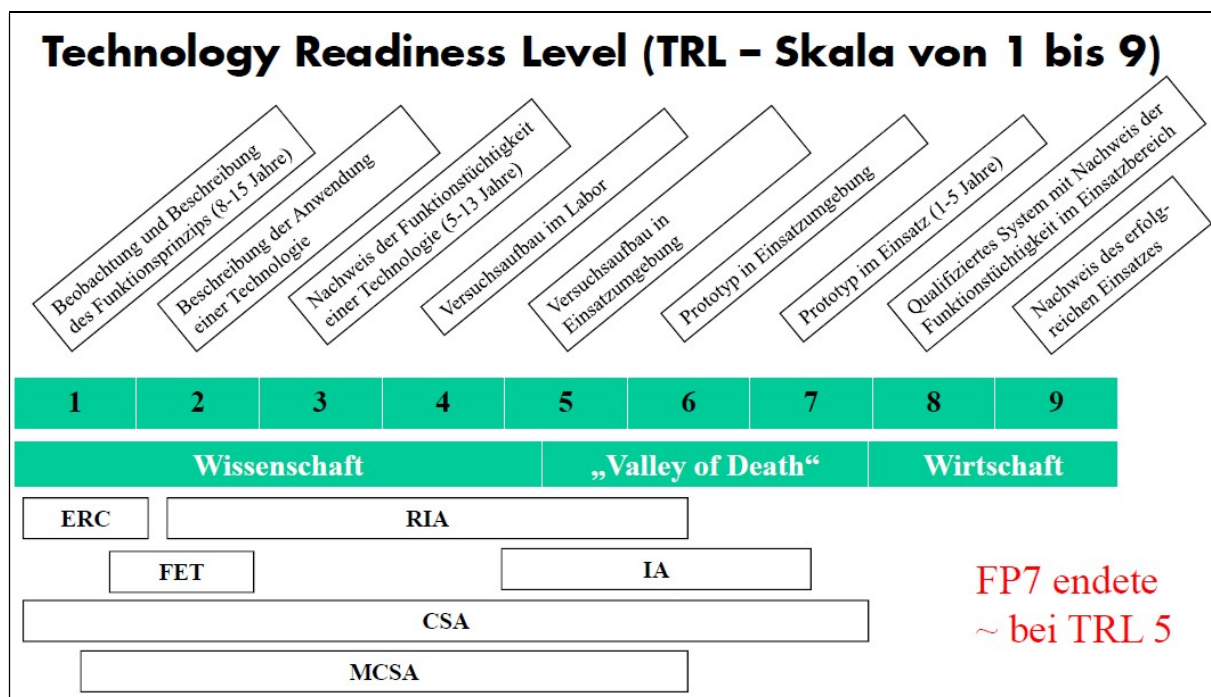 Technology Readiness Level (TRL – Skala von 1 bis 9)
Beobachtung und Beschreibung
des Funktionsprinzips (8-15 Jahre)
Beschreibung der Anwendung
einer Technologie
Nachweis der Funktionstüchtigkeit
einer Technologie (5-13 Jahre)
Versuchsaufbau im Labor
Versuchsaufbau in
Einsatzumgebung
Prototyp in Einsatzumgebung
Prototyp im Einsatz (1-5 Jahre)
Qualifiziertes System mit Nachweis der
Funktionstüchtigkeit im Einsatzbereich
Nachweis des erfolg-
reichen Einsatzes
1 2 3 4 5 6 7 8 9
Wissenschaft „Valley of Death“ Wirtschaft
ERC RIA
FET IA
CSA
MCSA
FP7 endete
~ bei TRL 5